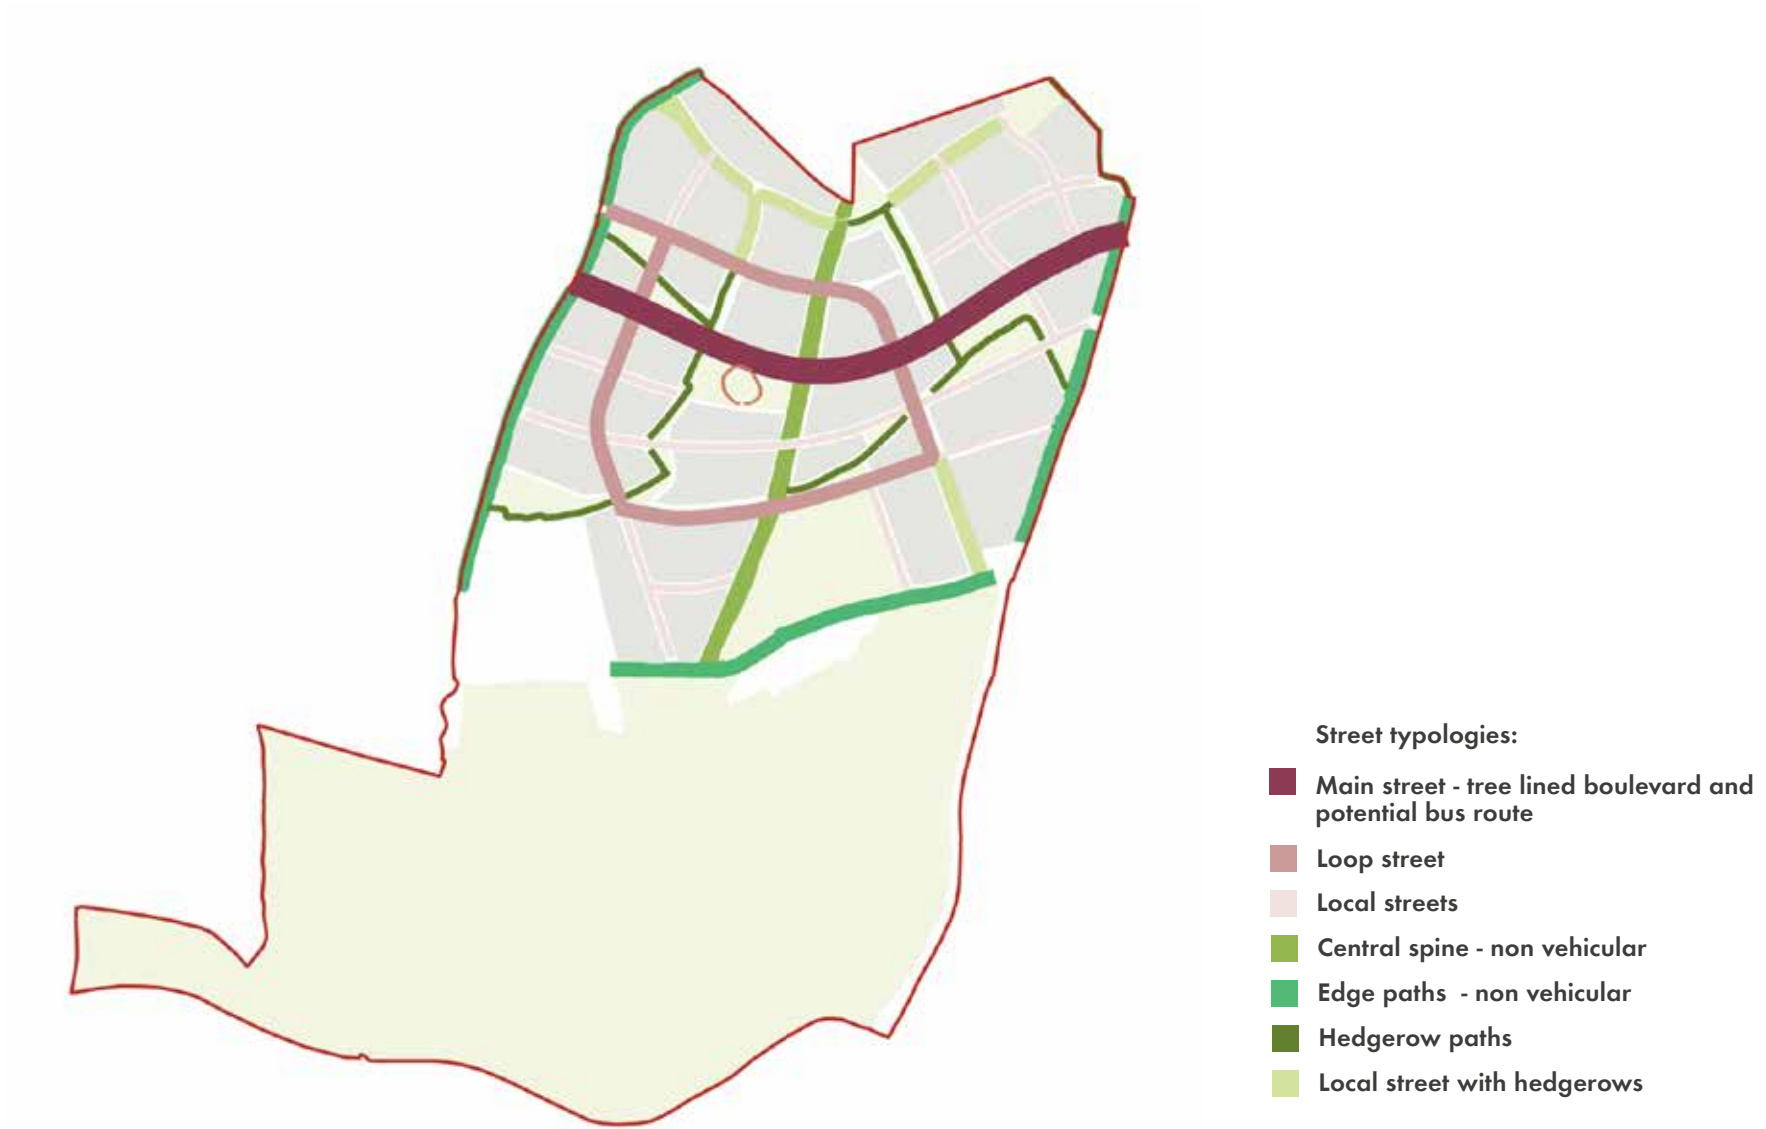 Street typologies:
Main street - tree lined boulevard and
potential bus route
Loop street
Local streets
Central spine - non vehicular
Edge paths  - non vehicular
Hedgerow paths
Local street with hedgerows